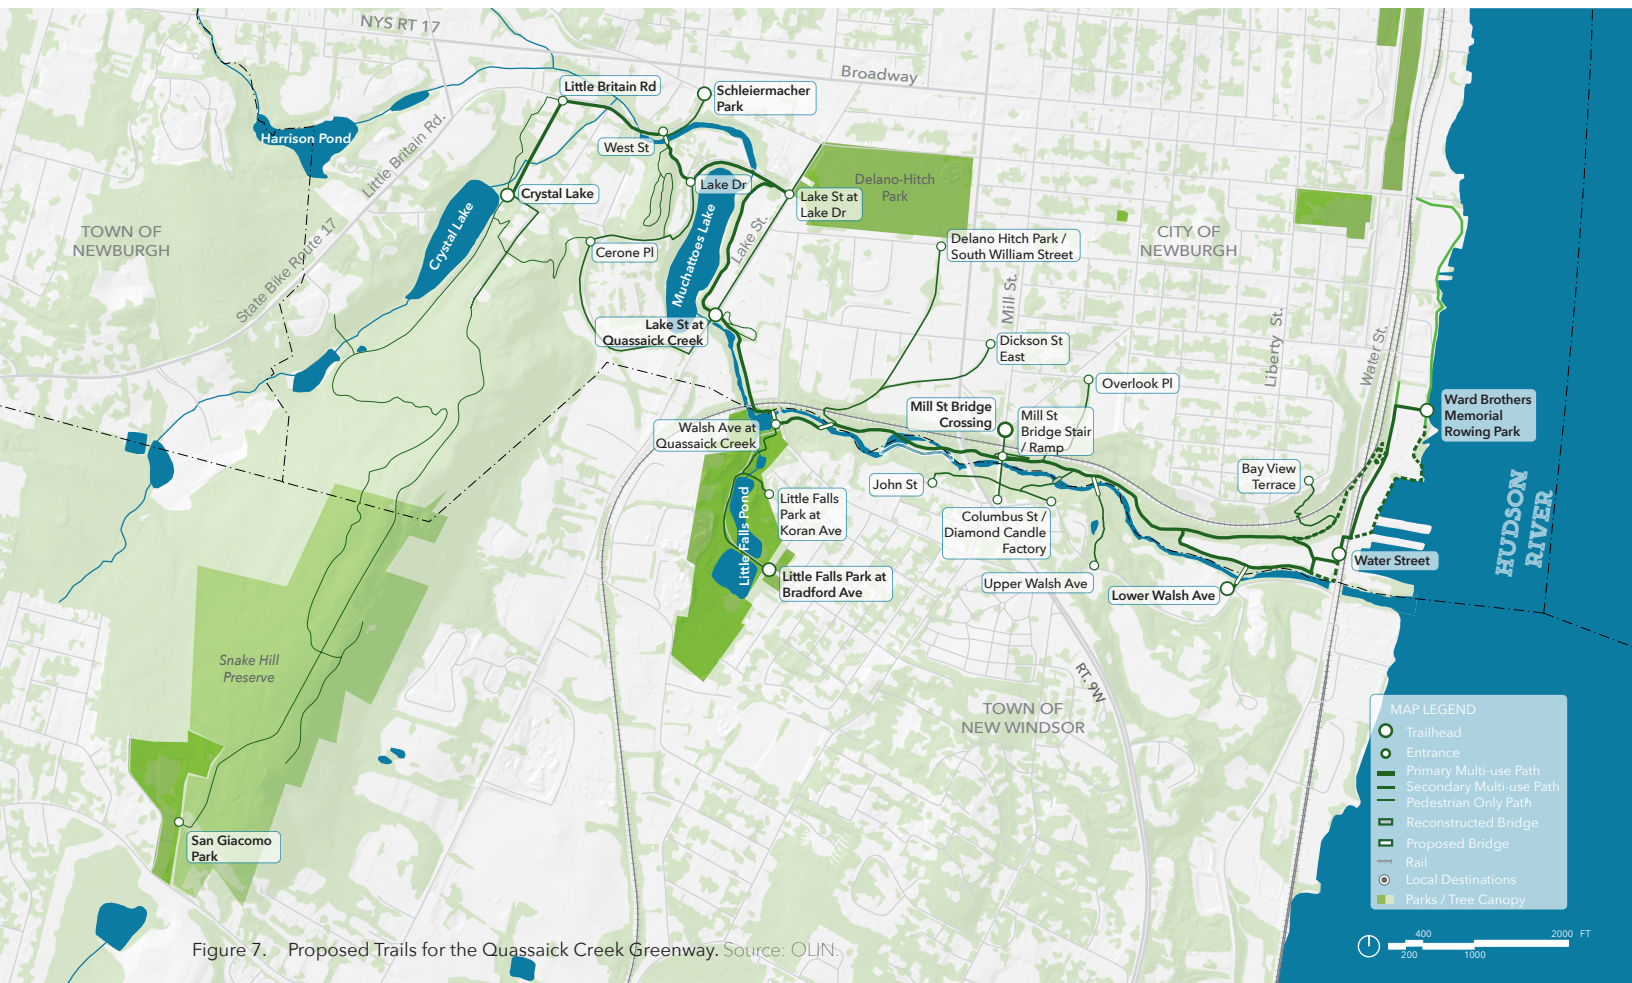 NYS RT 17
Broadway
Little Britain Rd
Schleiermacher
Park
Harrison Pond
Little Britain Rd.
West St
Delano-Hitch
Park
Lake Dr
Crystal Lake
Lake St at
Lake Dr
Crystal Lake
TOWN OF
NEWBURGH
State Bike Route 17
Cerone Pl
Muchattoes Lake
Lake St.
Delano Hitch Park /
South William Street
CITY OF
NEWBURGH
Mill St.
Lake St at
Quassaick Creek
Dickson St
East
Liberty St.
Water St.
Overlook Pl
Mill St Bridge
Crossing
Mill St
Bridge Stair
/ Ramp
Ward Brothers
Memorial
Rowing Park
Walsh Ave at
Quassaick Creek
Bay View
Terrace
John St
Little Falls Pond
Little Falls
Park at
Koran Ave
Columbus St /
Diamond Candle
Factory
HUDSON
RIVER
Water Street
Little Falls Park at
Bradford Ave
Upper Walsh Ave
Lower Walsh Ave
Snake Hill
Preserve
RT. 9W
TOWN OF
NEW WINDSOR
San Giacomo
Park
MAP LEGEND
Trailhead
Entrance
Primary Multi-use Path
Secondary Multi-use Path
Pedestrian Only Path
Reconstructed Bridge
Proposed Bridge
Rail
Local Destinations
Parks / Tree Canopy
400 2000 FT
200 1000
Figure 7. Proposed Trails for the Quassaick Creek Greenway. Source: OLIN.